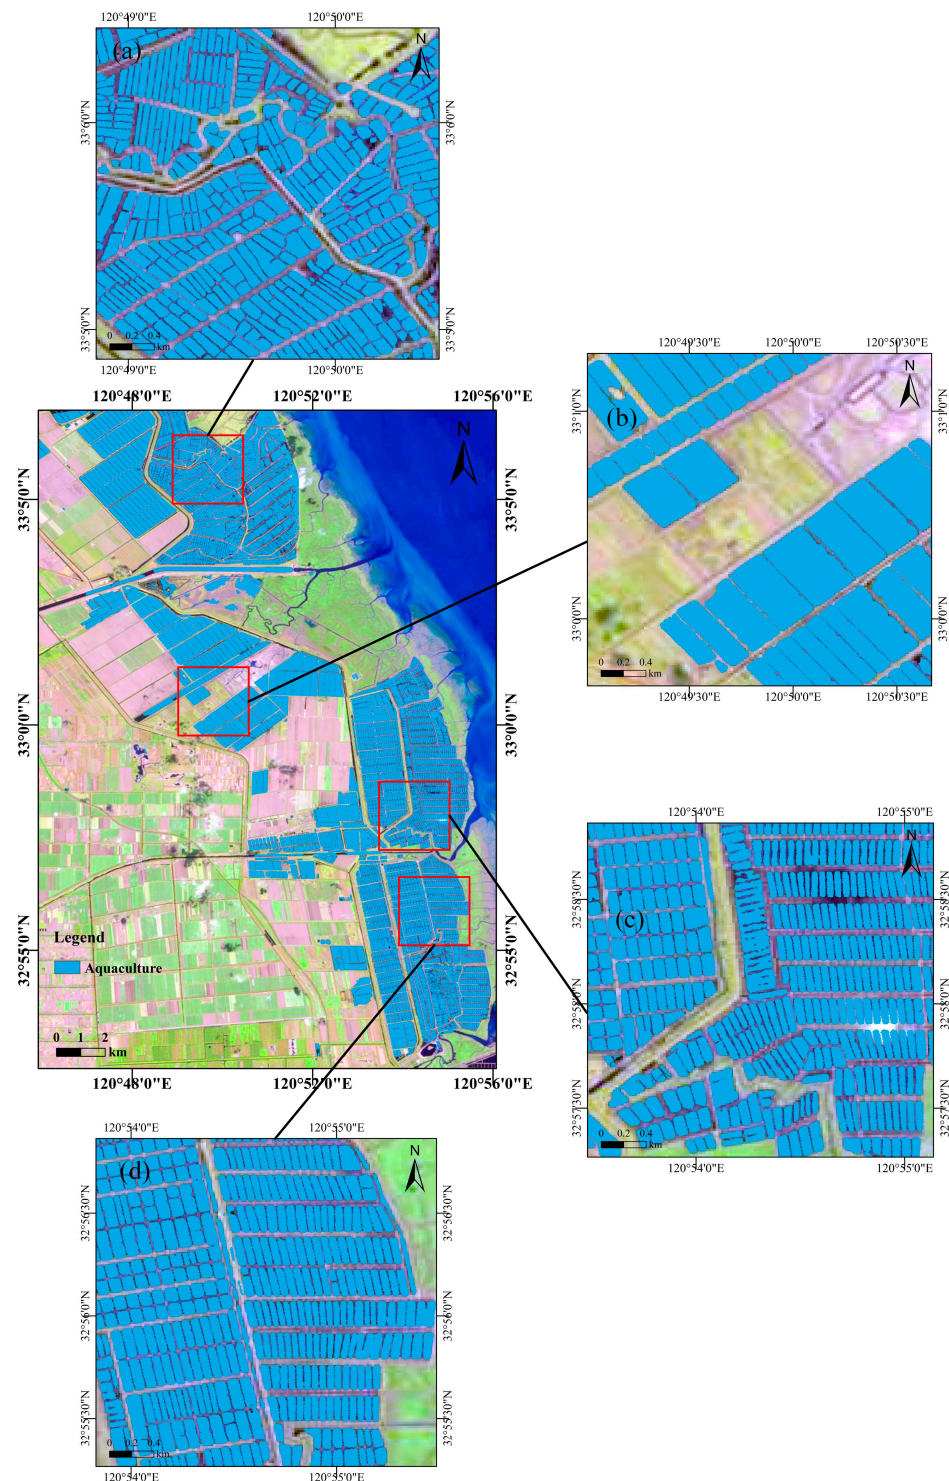 120°49'0"E 120°50'0"E
(a)
N
33°6'0"N 33°6'0"N
33°5'0"N 33°5'0"N
0 0.2 0.4
km
120°49'0"E 120°50'0"E
120°49'30"E 120°50'0"E 120°50'30"E
(b)
N
33°1'0"N 33°1'0"N
33°0'0"N 33°0'0"N
0 0.2 0.4
km
120°49'30"E 120°50'0"E 120°50'30"E
120°48'0"E 120°52'0"E 120°56'0"E
N
33°5'0"N 33°5'0"N
33°0'0"N 33°0'0"N
32°55'0"N 32°55'0"N
Legend
Aquaculture
0 1 2
km
120°48'0"E 120°52'0"E 120°56'0"E
120°54'0"E 120°55'0"E
(c)
N
32°58'30"N 32°58'30"N
32°58'0"N 32°58'0"N
32°57'30"N 32°57'30"N
0 0.2 0.4
km
120°54'0"E 120°55'0"E
120°54'0"E 120°55'0"E
(d)
N
32°56'30"N 32°56'30"N
32°56'0"N 32°56'0"N
32°55'30"N 32°55'30"N
0 0.2 0.4
km
120°54'0"E 120°55'0"E